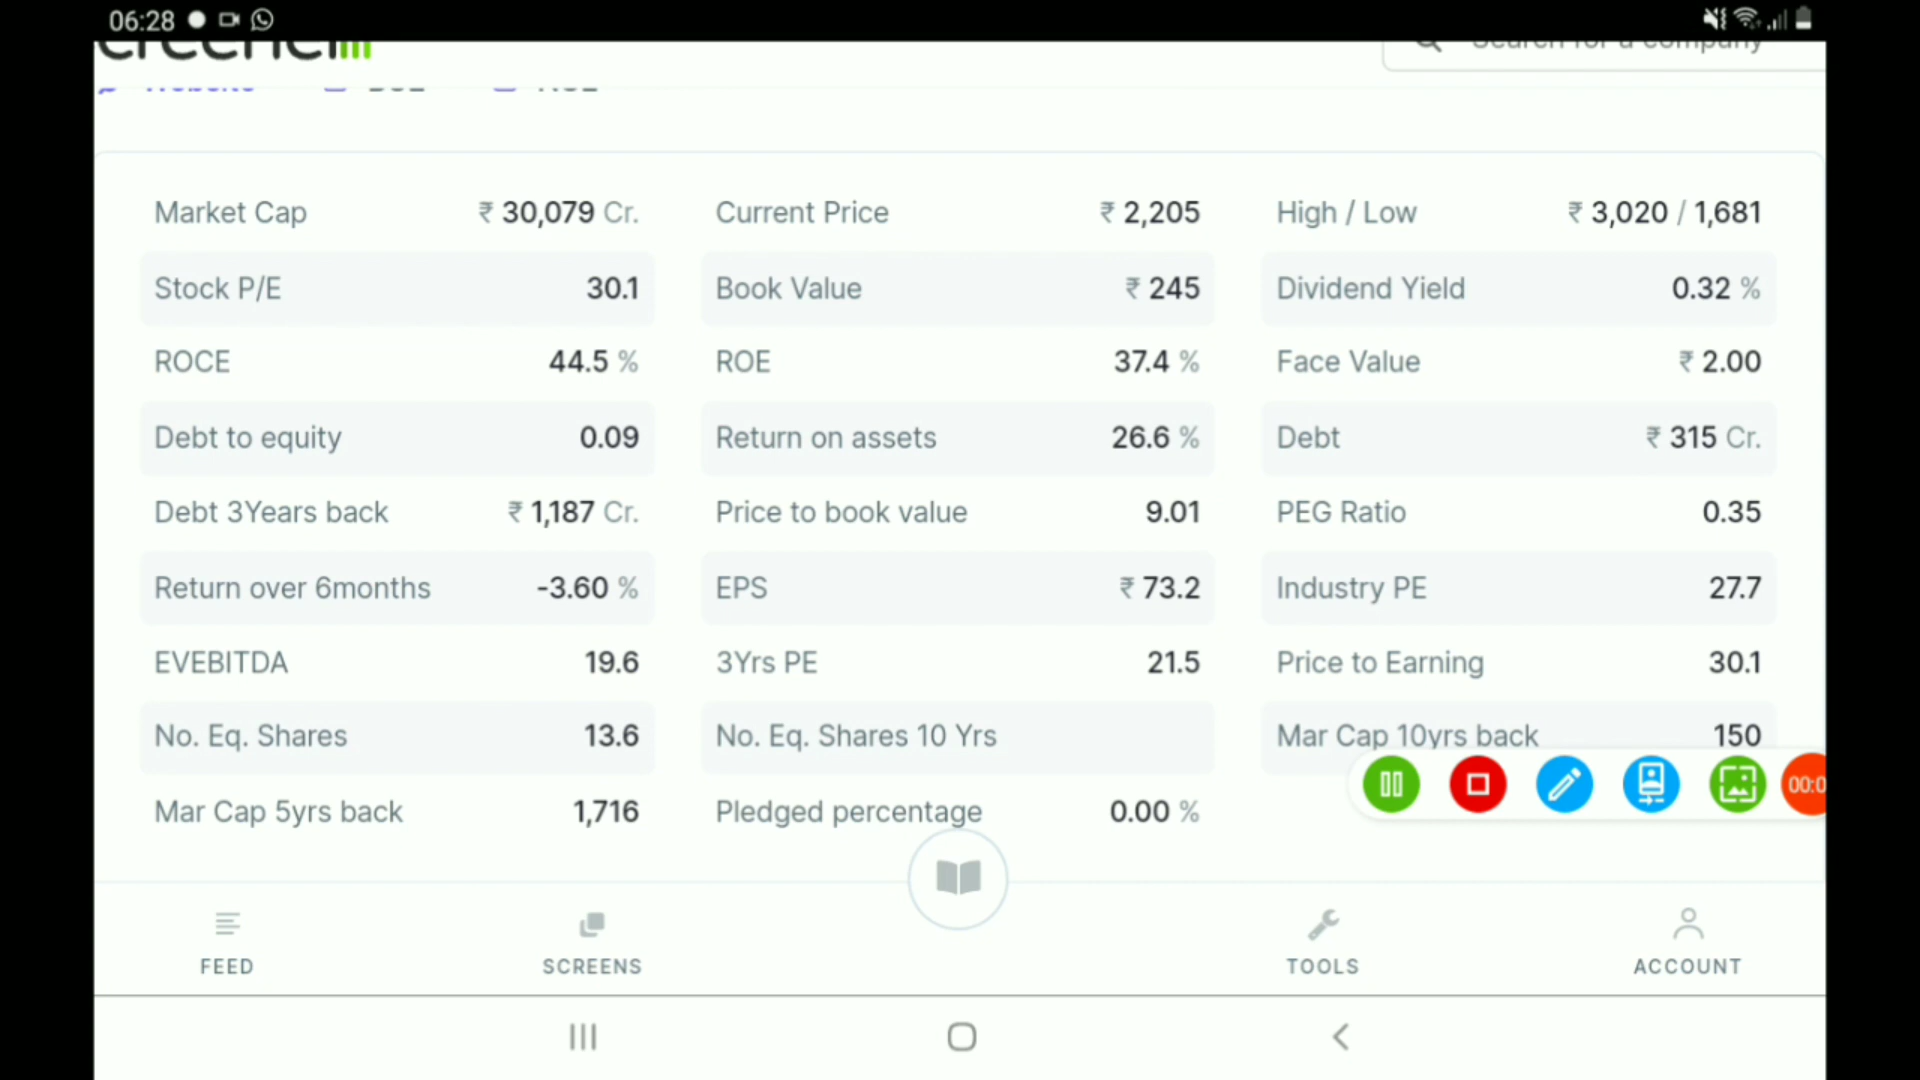 06:28
Market Cap ₹ 30,079 Cr. Current Price ₹ 2,205 High / Low ₹ 3,020 / 1,681
Stock P/E 30.1 Book Value ₹ 245 Dividend Yield 0.32 %
ROCE 44.5 % ROE 37.4 % Face Value ₹ 2.00
Debt to equity 0.09 Return on assets 26.6 % Debt ₹ 315 Cr.
Debt 3Years back ₹ 1,187 Cr. Price to book value 9.01 PEG Ratio 0.35
Return over 6months -3.60 % EPS ₹ 73.2 Industry PE 27.7
EVEBITDA 19.6 3Yrs PE 21.5 Price to Earning 30.1
No. Eq. Shares 13.6 No. Eq. Shares 10 Yrs Mar Cap 10yrs back 150
00:0
Mar Cap 5yrs back 1,716 Pledged percentage 0.00 %
FEED SCREENS TOOLS ACCOUNT